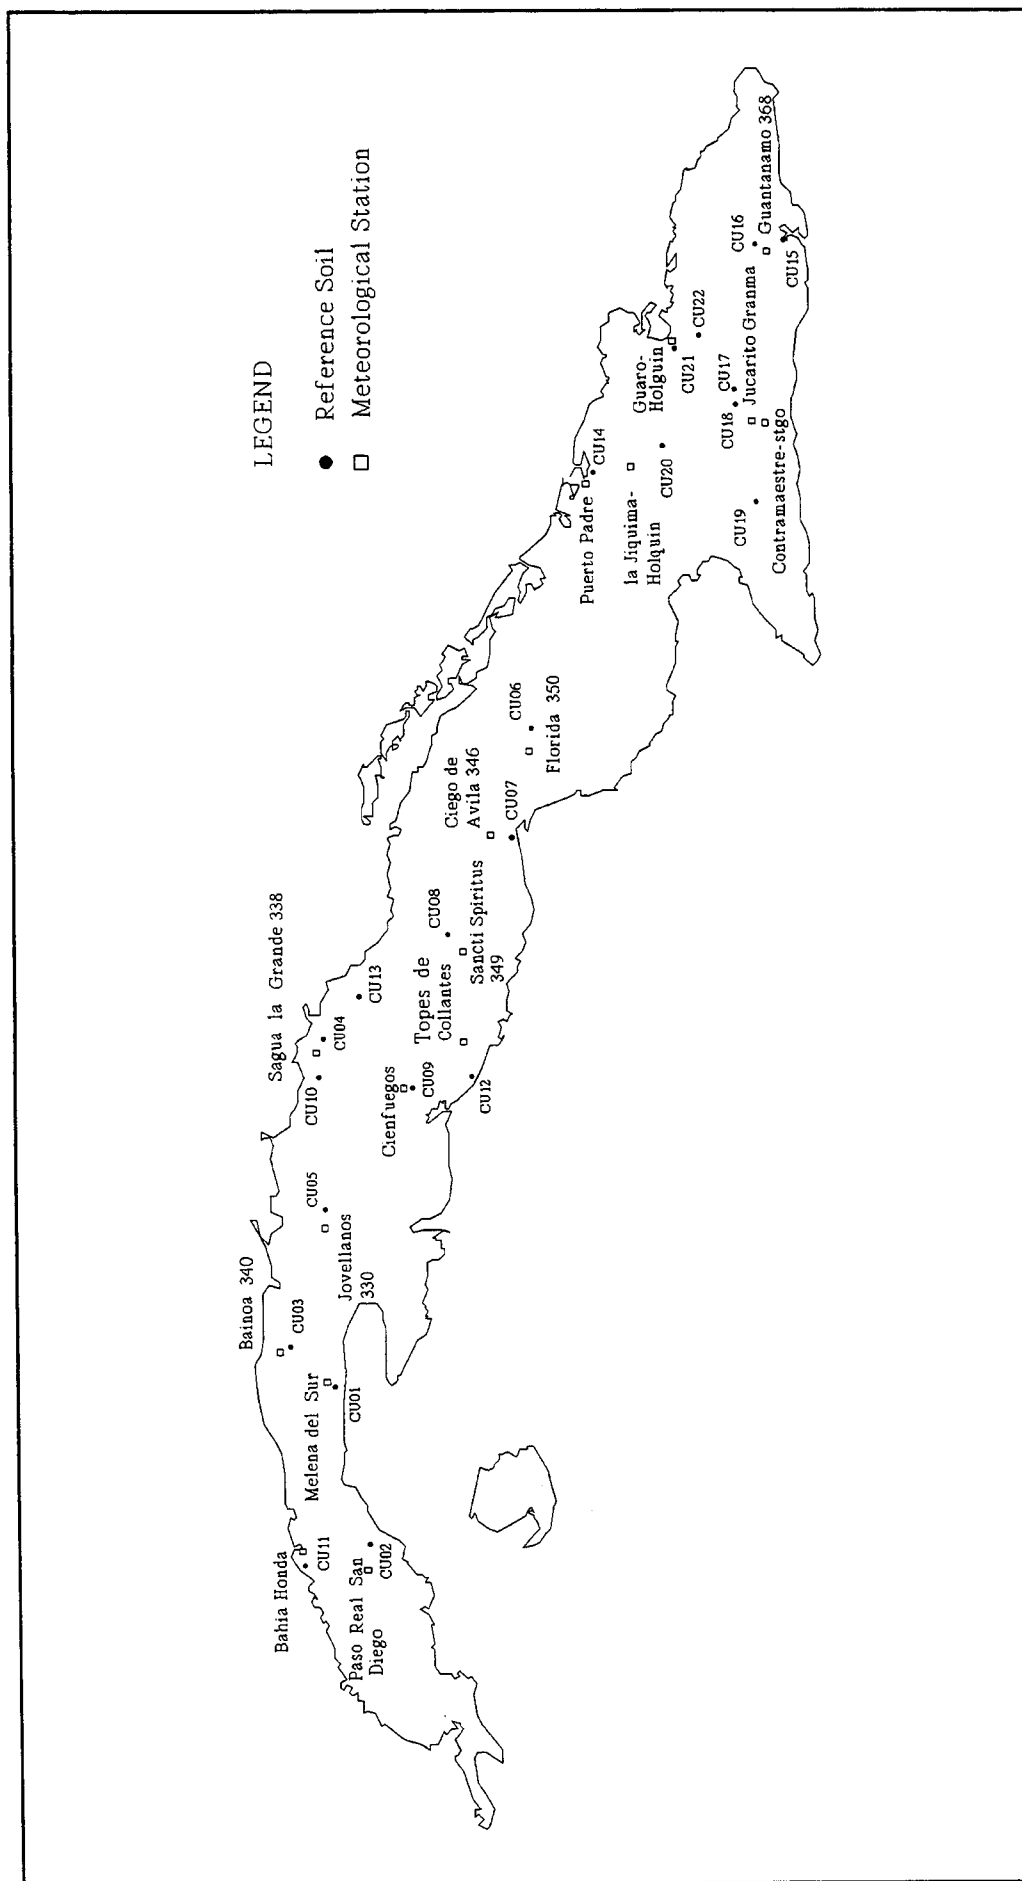 LEGEND
Reference Soil
Meteorological Station
Bahia Honda
CU11
Paso Real San
Diego
CU02
Melena del Sur
CU01
Bainoa 340
CU03
Jovellanos
330
CU05
Sagua la Grande 338
CU10
CU04
CU13
Cienfuegos
CU09
CU12
Topes de
Collantes
CU08
Sancti Spiritus
349
Ciego de
Avila 346
CU07
CU06
Florida 350
Puerto Padre
CU14
la Jiquima-
Holquin
CU20
Guaro-
Holguin
CU21
CU22
CU19
CU18
CU17
Jucarito Granma
Contramaestre-stgo
CU16
Guantanamo 368
CU15